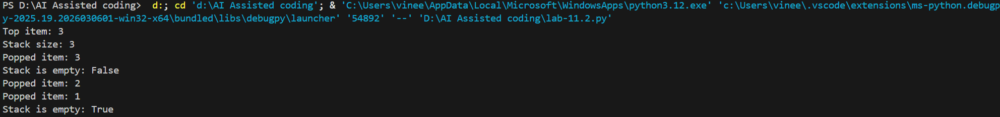 PS D:\AI Assisted coding>  d:; cd 'd:\AI Assisted coding'; & 'C:\Users\vinee\AppData\Local\Microsoft\WindowsApps\python3.12.exe' 'c:\Users\vinee\.vscode\extensions\ms-python.debugp
y-2025.19.2026030601-win32-x64\bundled\libs\debugpy\launcher' '54892' '--' 'D:\AI Assisted coding\lab-11.2.py'
Top item: 3
Stack size: 3
Popped item: 3
Stack is empty: False
Popped item: 2
Popped item: 1
Stack is empty: True